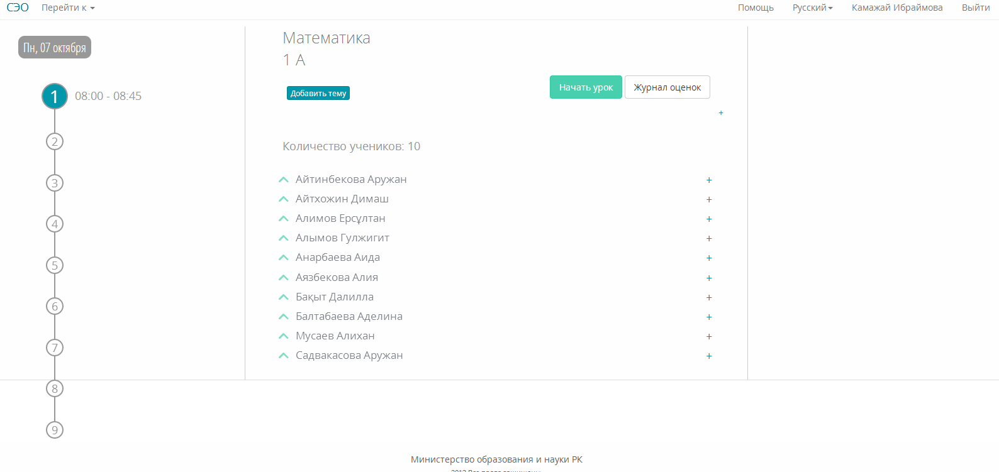 СЭО Перейти к Помощь Русский Камажай Ибраймова Выйти
Пн, 07 октября
1 08:00 - 08:45
2
3
4
5
6
7
8
9
Математика
1 А
Добавить тему Начать урок Журнал оценок
+
Количество учеников: 10
Айтинбекова Аружан +
Айтхожин Димаш +
Алимов Ерсұлтан +
Алымов Гулжигит +
Анарбаева Аида +
Аязбекова Алия +
Бақыт Далилла +
Балтабаева Аделина +
Мусаев Алихан +
Садвакасова Аружан +
Министерство образования и науки РК